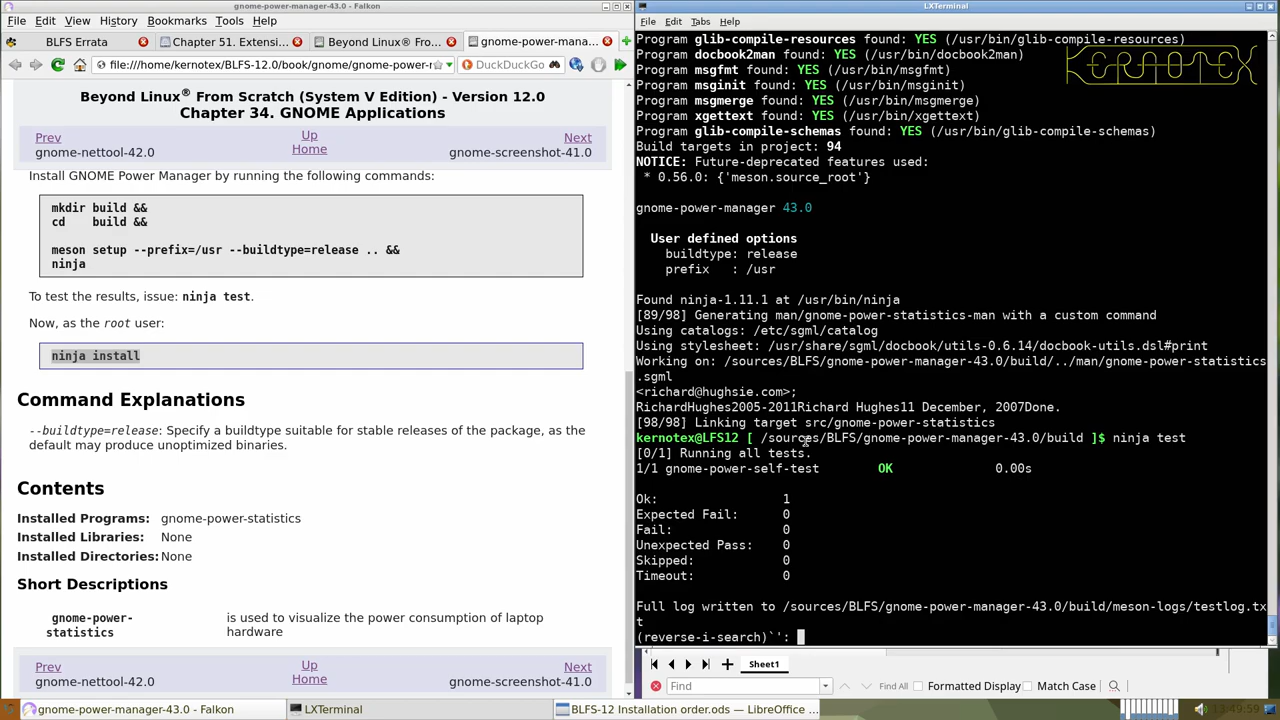 gnome-power-manager-43.0 - Falkon
File Edit View History Bookmarks Tools Help
BLFS Errata
Chapter 51. Extensi...
Beyond Linux® Fro...
gnome-power-mana...
file:///home/kernotex/BLFS-12.0/book/gnome/gnome-power-r
DuckDuckGo
Beyond Linux® From Scratch (System V Edition) - Version 12.0
Chapter 34. GNOME Applications
Prev Up Next
gnome-nettool-42.0 Home gnome-screenshot-41.0
Install GNOME Power Manager by running the following commands:
mkdir build &&
cd    build &&
meson setup --prefix=/usr --buildtype=release .. &&
ninja
To test the results, issue: ninja test.
Now, as the root user:
ninja install
Command Explanations
--buildtype=release: Specify a buildtype suitable for stable releases of the package, as the
default may produce unoptimized binaries.
Contents
Installed Programs: gnome-power-statistics
Installed Libraries: None
Installed Directories: None
Short Descriptions
gnome-power- is used to visualize the power consumption of laptop
statistics hardware
Prev Up Next
gnome-nettool-42.0 Home gnome-screenshot-41.0
LXTerminal
File Edit Tabs Help
KERNOTEX
Program glib-compile-resources found: YES (/usr/bin/glib-compile-resources)
Program docbook2man found: YES (/usr/bin/docbook2man)
Program msgfmt found: YES (/usr/bin/msgfmt)
Program msginit found: YES (/usr/bin/msginit)
Program msgmerge found: YES (/usr/bin/msgmerge)
Program xgettext found: YES (/usr/bin/xgettext)
Program glib-compile-schemas found: YES (/usr/bin/glib-compile-schemas)
Build targets in project: 94
NOTICE: Future-deprecated features used:
 * 0.56.0: {'meson.source_root'}
gnome-power-manager 43.0
User defined options
buildtype: release
prefix   : /usr
Found ninja-1.11.1 at /usr/bin/ninja
[89/98] Generating man/gnome-power-statistics-man with a custom command
Using catalogs: /etc/sgml/catalog
Using stylesheet: /usr/share/sgml/docbook/utils-0.6.14/docbook-utils.dsl#print
Working on: /sources/BLFS/gnome-power-manager-43.0/build/../man/gnome-power-statistics
.sgml
<richard@hughsie.com>;
RichardHughes2005-2011Richard Hughes11 December, 2007Done.
[98/98] Linking target src/gnome-power-statistics
kernotex@LFS12 [ /sources/BLFS/gnome-power-manager-43.0/build ]$ ninja test
[0/1] Running all tests.
1/1 gnome-power-self-test OK 0.00s
Ok: 1
Expected Fail: 0
Fail: 0
Unexpected Pass: 0
Skipped: 0
Timeout: 0
Full log written to /sources/BLFS/gnome-power-manager-43.0/build/meson-logs/testlog.tx
t
(reverse-i-search)`':
Sheet1
Find Find All Formatted Display Match Case
gnome-power-manager-43.0 - Falkon
LXTerminal
BLFS-12 Installation order.ods — LibreOffice ...
13:49:59